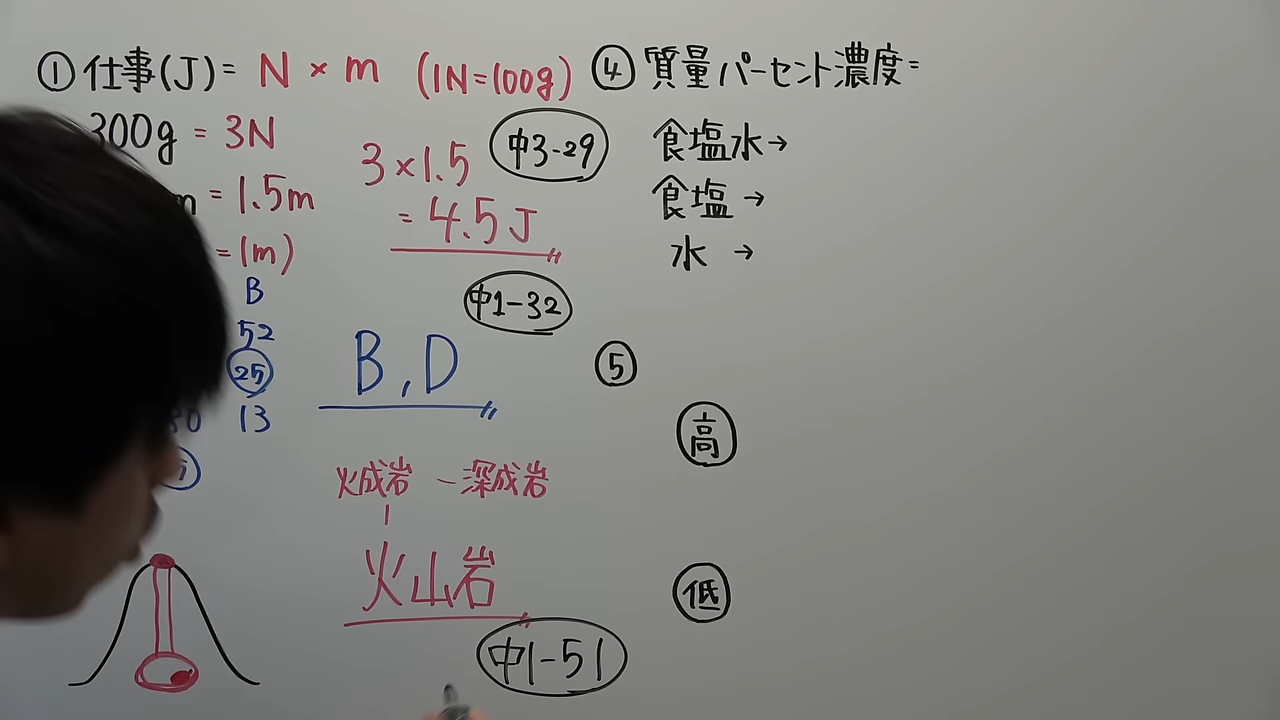 ① 仕事(J)= N × m (1N=100g)
300g = 3N
3×1.5
中3-29
= 1.5m
= 4.5J
=(m)
B
中1-32
52
25
B,D
13
火成岩 - 深成岩
火山岩
中1-51
④ 質量パーセント濃度=
食塩水→
食塩→
水→
⑤
高
低